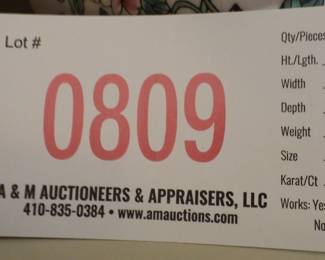 Lot #
0809
A & M AUCTIONEERS & APPRAISERS, LLC
410-835-0384 • www.amauctions.com
Qty/Pieces
Ht./Lgth.
Width
Depth
Weight
Size
Karat/Ct
Works: Yes
No